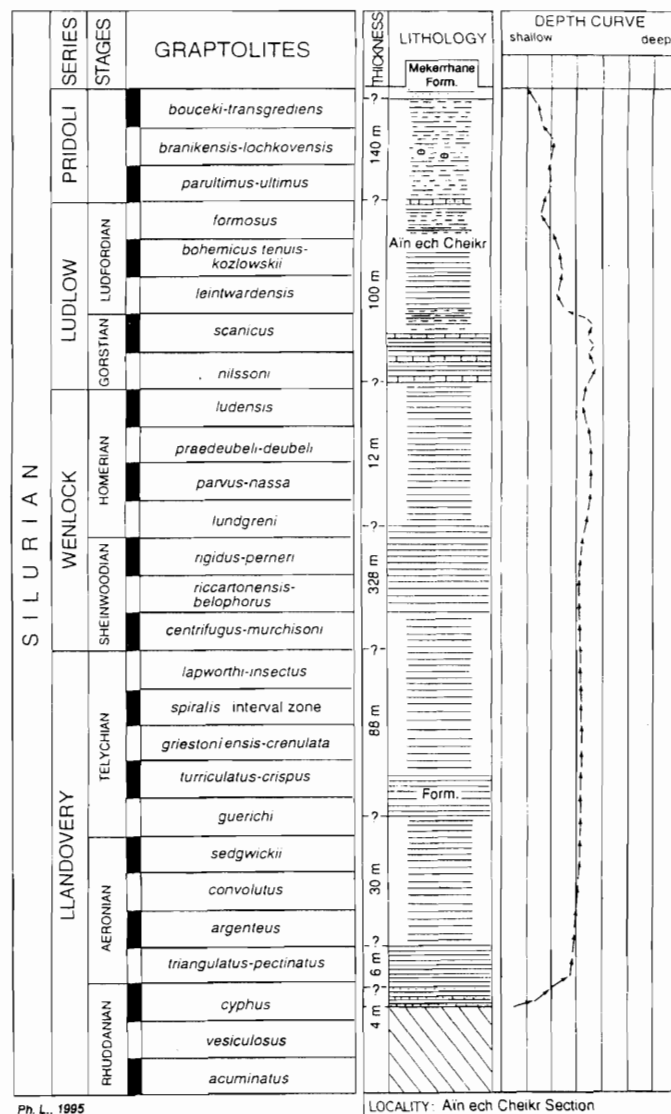 SERIES
STAGES
GRAPTOLITES
THICKNESS
LITHOLOGY
DEPTH CURVE
shallow
deep
Mekerrhane
Form.
SILURIAN
PRIDOLI
LUDLOW
WENLOCK
LLANDOVERY
LUDFORDIAN
GORSTIAN
HOMERIAN
SHEINWOODIAN
TELYCHIAN
AERONIAN
RHUDDANIAN
bouceki-transgrediens
branikensis-lochkovensis
parultimus-ultimus
formosus
bohemicus tenuis-
kozlowskii
leintwardensis
scanicus
nilssoni
ludensis
praedeubeli-deubeli
parvus-nassa
lundgreni
rigidus-perneri
riccartonensis-
belophorus
centrifugus-murchisoni
lapworthi-insectus
spiralis interval zone
griestoniensis-crenulata
turriculatus-crispus
guerichi
sedgwickii
convolutus
argenteus
triangulatus-pectinatus
cyphus
vesiculosus
acuminatus
?
140 m
?
100 m
?
12 m
?
328 m
?
88 m
?
30 m
?
6 m
?
4 m
Aïn ech Cheikr
Form.
Ph. L., 1995
LOCALITY: Aïn ech Cheikr Section